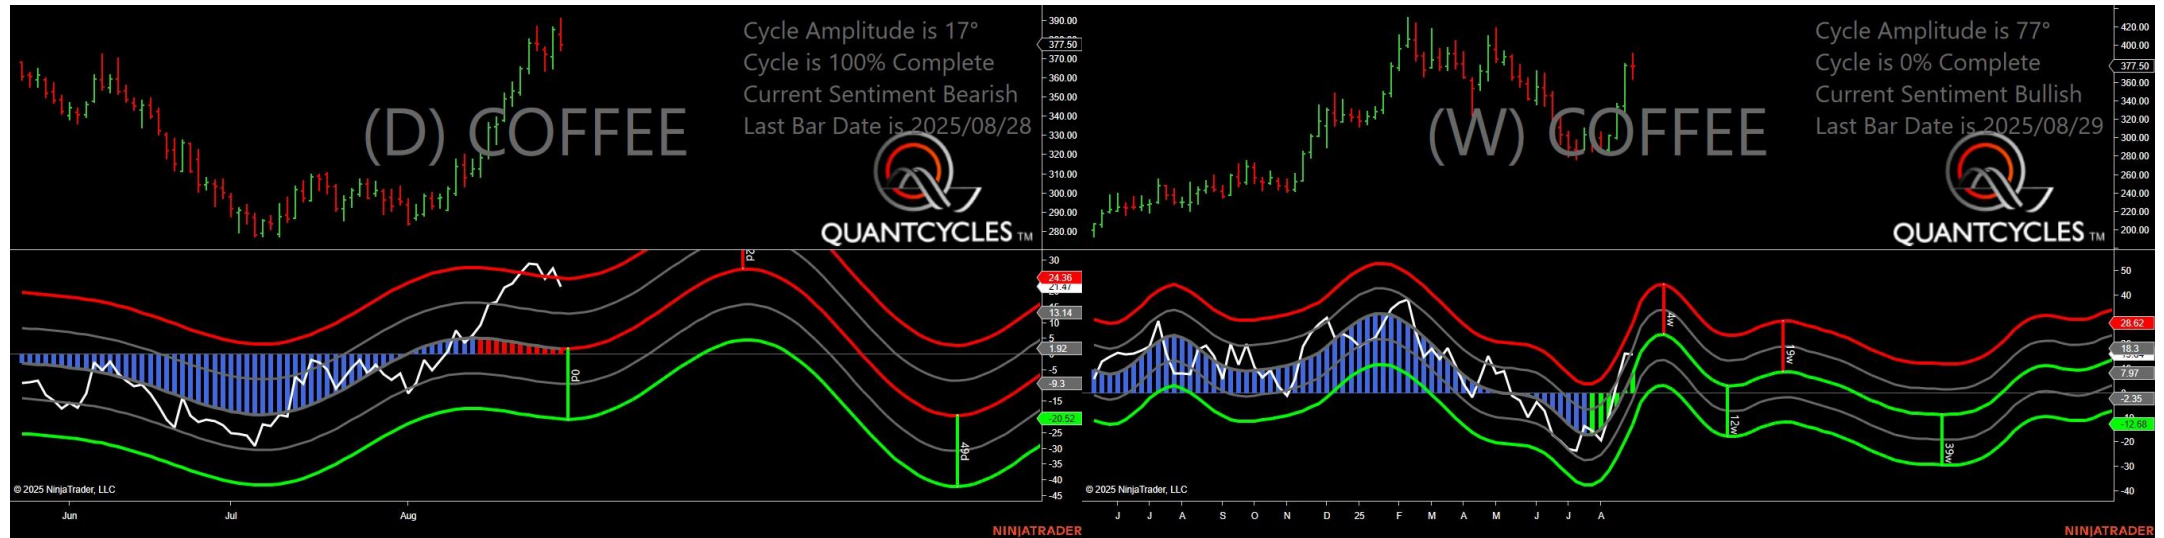 Cycle Amplitude is 17°
Cycle is 100% Complete
Current Sentiment Bearish
Last Bar Date is 2025/08/28
(D) COFFEE
QUANTCYCLES TM
390.00
377.50
370.00
360.00
350.00
340.00
330.00
320.00
310.00
300.00
290.00
280.00
30
24.36
21.47
13.14
10
5
1.92
-5
-9.3
-15
-20.52
-25
-30
-35
-40
-45
2d
0d
49d
© 2025 NinjaTrader, LLC
Jun Jul Aug
NINJATRADER
Cycle Amplitude is 77°
Cycle is 0% Complete
Current Sentiment Bullish
Last Bar Date is 2025/08/29
(W) COFFEE
QUANTCYCLES TM
420.00
400.00
377.50
360.00
340.00
320.00
300.00
280.00
260.00
240.00
220.00
200.00
50
40
28.62
18.3
7.97
-2.35
-12.68
-20
-30
-40
4w
19w
12w
39w
© 2025 NinjaTrader, LLC
J J A S O N D 25 F M A M J J A
NINJATRADER